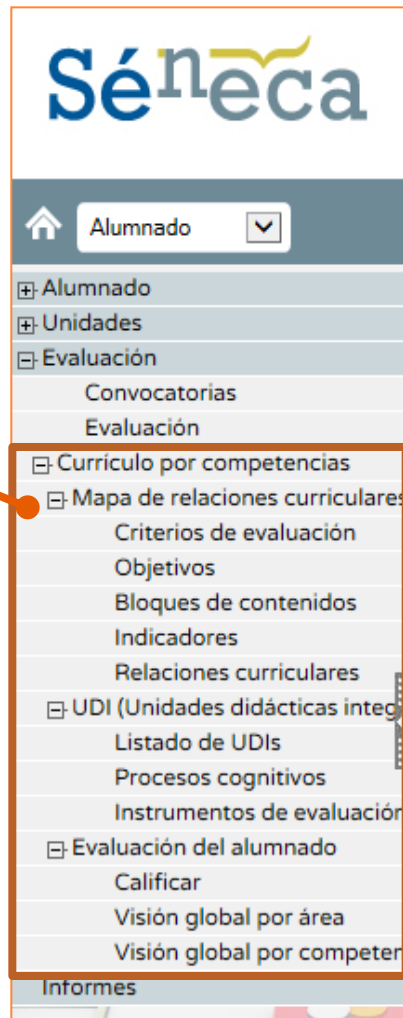 Séneca
Alumnado
Alumnado
Unidades
Evaluación
Convocatorias
Evaluación
Currículo por competencias
Mapa de relaciones curriculares
Criterios de evaluación
Objetivos
Bloques de contenidos
Indicadores
Relaciones curriculares
UDI (Unidades didácticas integ
Listado de UDIs
Procesos cognitivos
Instrumentos de evaluación
Evaluación del alumnado
Calificar
Visión global por área
Visión global por competen
Informes